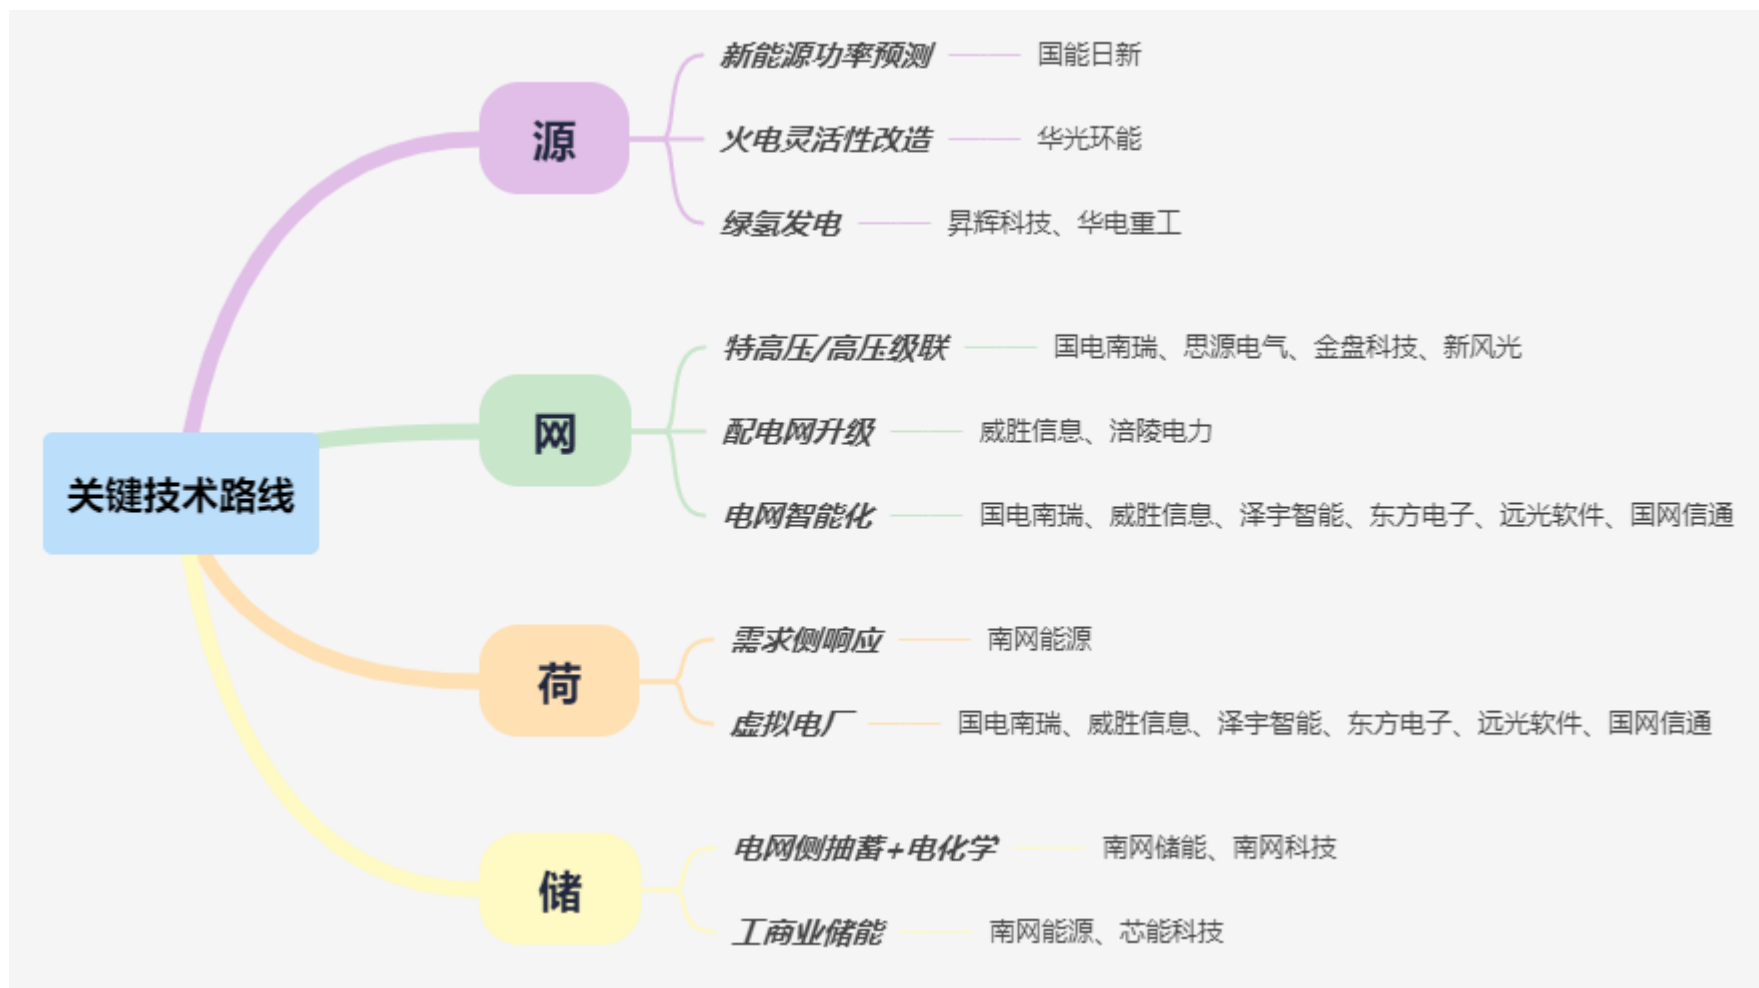 关键技术路线
源
新能源功率预测 国能日新
火电灵活性改造 华光环能
绿氢发电 昇辉科技、华电重工
网
特高压/高压级联 国电南瑞、思源电气、金盘科技、新风光
配电网升级 威胜信息、涪陵电力
电网智能化 国电南瑞、威胜信息、泽宇智能、东方电子、远光软件、国网信通
荷
需求侧响应 南网能源
虚拟电厂 国电南瑞、威胜信息、泽宇智能、东方电子、远光软件、国网信通
储
电网侧抽蓄+电化学 南网储能、南网科技
工商业储能 南网能源、芯能科技